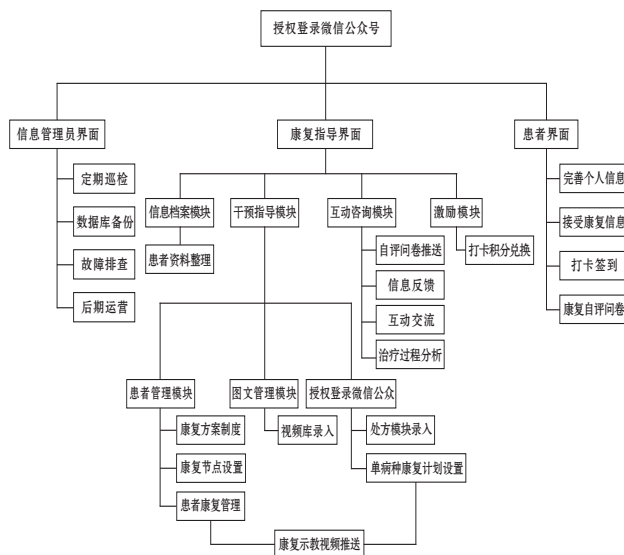 授权登录微信公众号
信息管理员界面
康复指导界面
患者界面
定期巡检
数据库备份
故障排查
后期运营
信息档案模块
干预指导模块
互动咨询模块
激励模块
患者资料整理
自评问卷推送
信息反馈
互动交流
治疗过程分析
打卡积分兑换
完善个人信息
接受康复信息
打卡签到
康复自评问卷
患者管理模块
图文管理模块
授权登录微信公众
康复方案制度
康复节点设置
患者康复管理
视频库录入
处方模块录入
单病种康复计划设置
康复示教视频推送